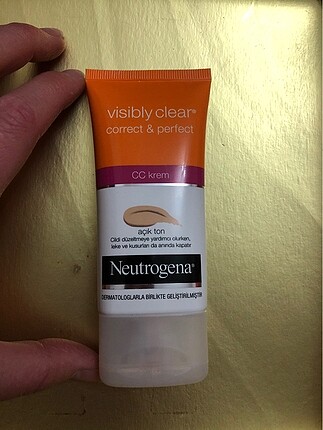 visibly clear®
correct & perfect
CC krem
açık ton
Cildi düzeltmeye yardımcı olurken,
leke ve kusurları da anında kapatır
Neutrogena®
DERMATOLOGLARLA BİRLİKTE GELİŞTİRİLMİŞTİR